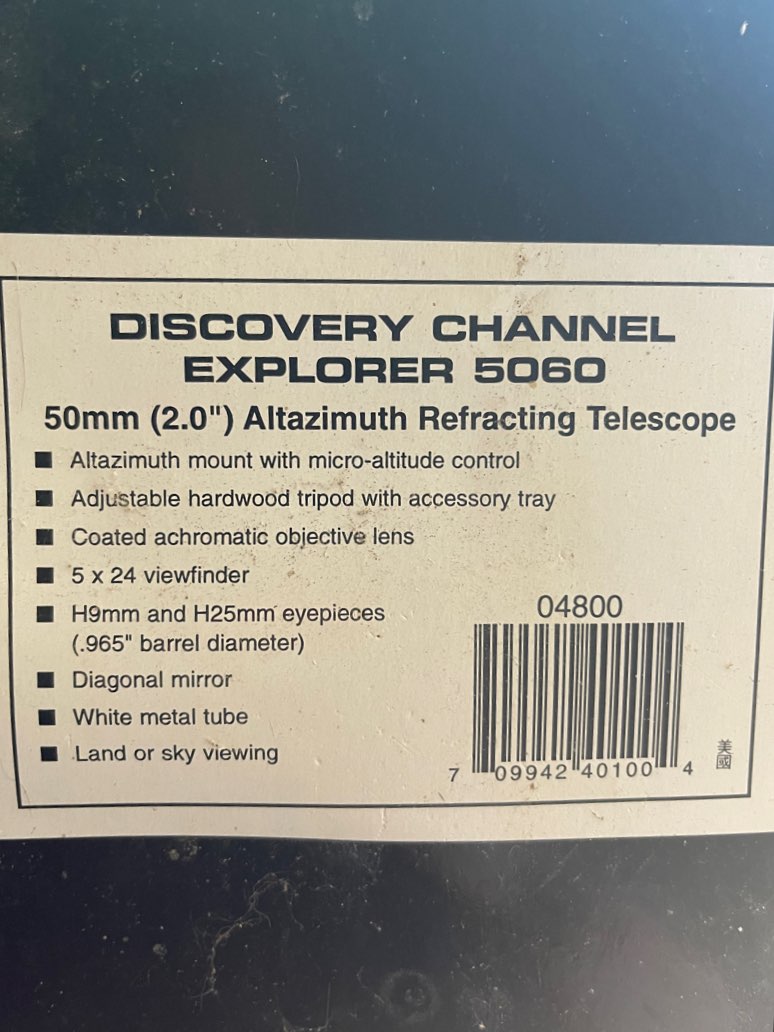 DISCOVERY CHANNEL
EXPLORER 5060
50mm (2.0") Altazimuth Refracting Telescope
■ Altazimuth mount with micro-altitude control
■ Adjustable hardwood tripod with accessory tray
■ Coated achromatic objective lens
■ 5 x 24 viewfinder
■ H9mm and H25mm eyepieces
(.965" barrel diameter)
■ Diagonal mirror
■ White metal tube
■ Land or sky viewing
04800
7 09942 40100 4
美國